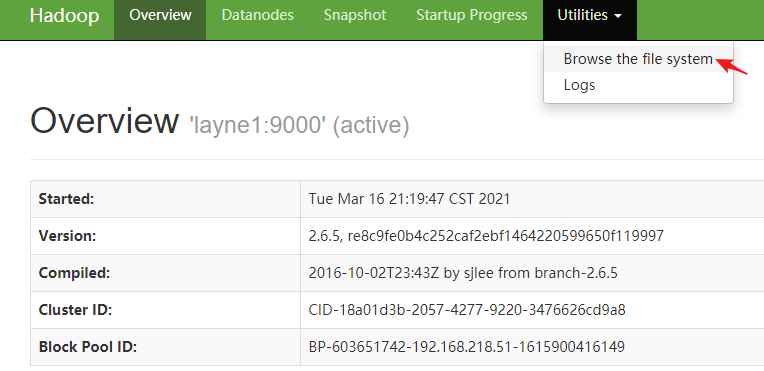 Hadoop Overview Datanodes Snapshot Startup Progress Utilities
Browse the file system
Logs
Overview 'layne1:9000' (active)
Started: Tue Mar 16 21:19:47 CST 2021
Version: 2.6.5, re8c9fe0b4c252caf2ebf1464220599650f119997
Compiled: 2016-10-02T23:43Z by sjlee from branch-2.6.5
Cluster ID: CID-18a01d3b-2057-4277-9220-3476626cd9a8
Block Pool ID: BP-603651742-192.168.218.51-1615900416149